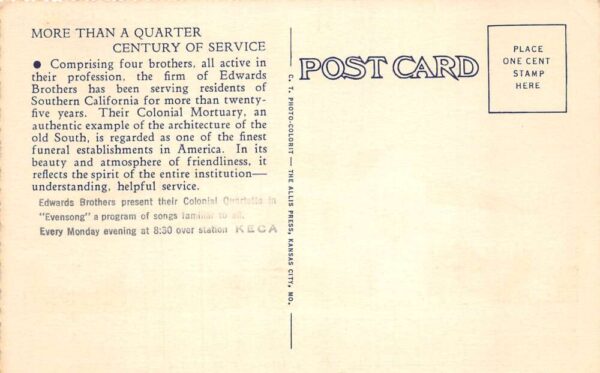 MORE THAN A QUARTER
CENTURY OF SERVICE
● Comprising four brothers, all active in
their profession, the firm of Edwards
Brothers has been serving residents of
Southern California for more than twenty-
five years. Their Colonial Mortuary, an
authentic example of the architecture of the
old South, is regarded as one of the finest
funeral establishments in America. In its
beauty and atmosphere of friendliness, it
reflects the spirit of the entire institution—
understanding, helpful service.
Edwards Brothers present their Colonial Quartette in
"Evensong" a program of songs familiar to all.
Every Monday evening at 8:30 over station KECA
C. T. PHOTO-COLORIT — THE ALLIS PRESS, KANSAS CITY, MO.
POST CARD
PLACE
ONE CENT
STAMP
HERE